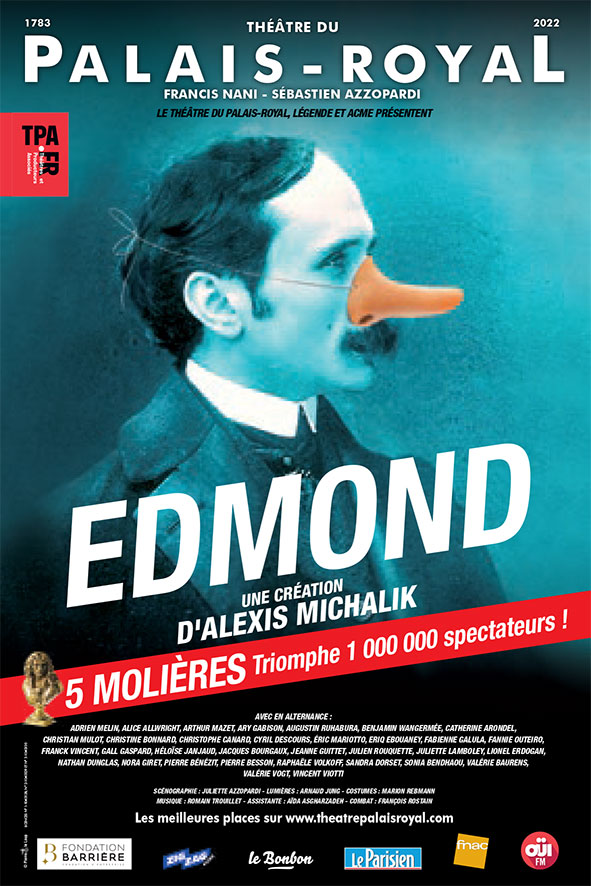 1783
2022
THÉÂTRE DU
PALAIS-ROYAL
FRANCIS NANI - SÉBASTIEN AZZOPARDI
LE THÉÂTRE DU PALAIS-ROYAL, LÉGENDE ET ACME PRÉSENTENT
TPA
ER
Théâtres et
Producteurs
Associés
EDMOND
UNE CRÉATION
D'ALEXIS MICHALIK
5 MOLIÈRES Triomphe 1 000 000 spectateurs !
AVEC EN ALTERNANCE :
ADRIEN MELIN, ALICE ALLWRIGHT, ARTHUR MAZET, ARY GABISON, AUGUSTIN RUHABURA, BENJAMIN WANGERMÉE, CATHERINE ARONDEL,
CHRISTIAN MULOT, CHRISTINE BONNARD, CHRISTOPHE CANARD, CYRIL DESCOURS, ÉRIC MARIOTTO, ERIQ EBOUANEY, FABIENNE GALULA, FANNIE OUTEIRO,
FRANCK VINCENT, GALL GASPARD, HÉLOÏSE JANJAUD, JACQUES BOURGAUX, JEANNE GUITTET, JULIEN ROUQUETTE, JULIETTE LAMBOLEY, LIONEL ERDOGAN,
NATHAN DUNGLAS, NORA GIRET, PIERRE BÉNÉZIT, PIERRE BESSON, RAPHAËLE VOLKOFF, SANDRA DORSET, SONIA BENDHAOU, VALÉRIE BAURENS,
VALÉRIE VOGT, VINCENT VIOTTI
SCÉNOGRAPHIE : JULIETTE AZZOPARDI - LUMIÈRES : ARNAUD JUNG - COSTUMES : MARION REBMANN
MUSIQUE : ROMAIN TROUILLET - ASSISTANTE : AÏDA ASGHARZADEH - COMBAT : FRANÇOIS ROSTAIN
Les meilleures places sur www.theatrepalaisroyal.com
B
FONDATION
BARRIÈRE
le Bonbon
Le Parisien
fnac
OÜI
FM